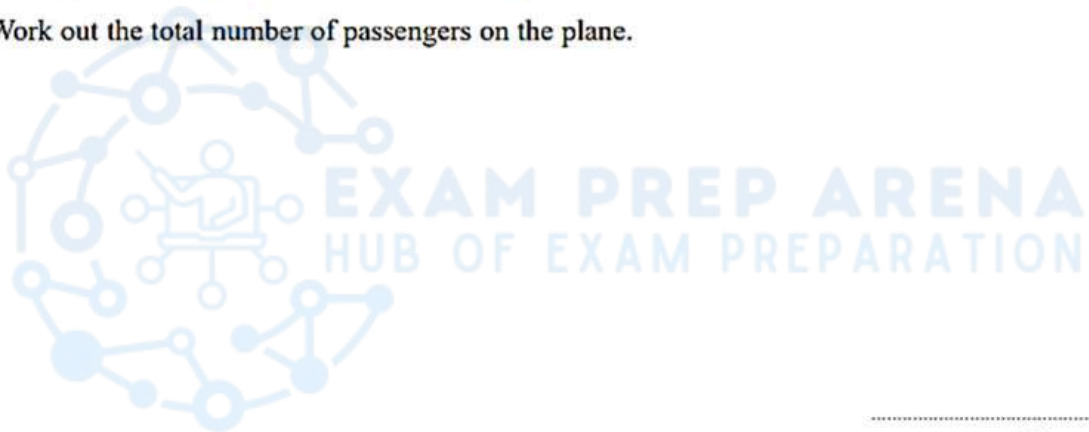 Work out the total number of passengers on the plane.
EXAM PREP ARENA
HUB OF EXAM PREPARATION